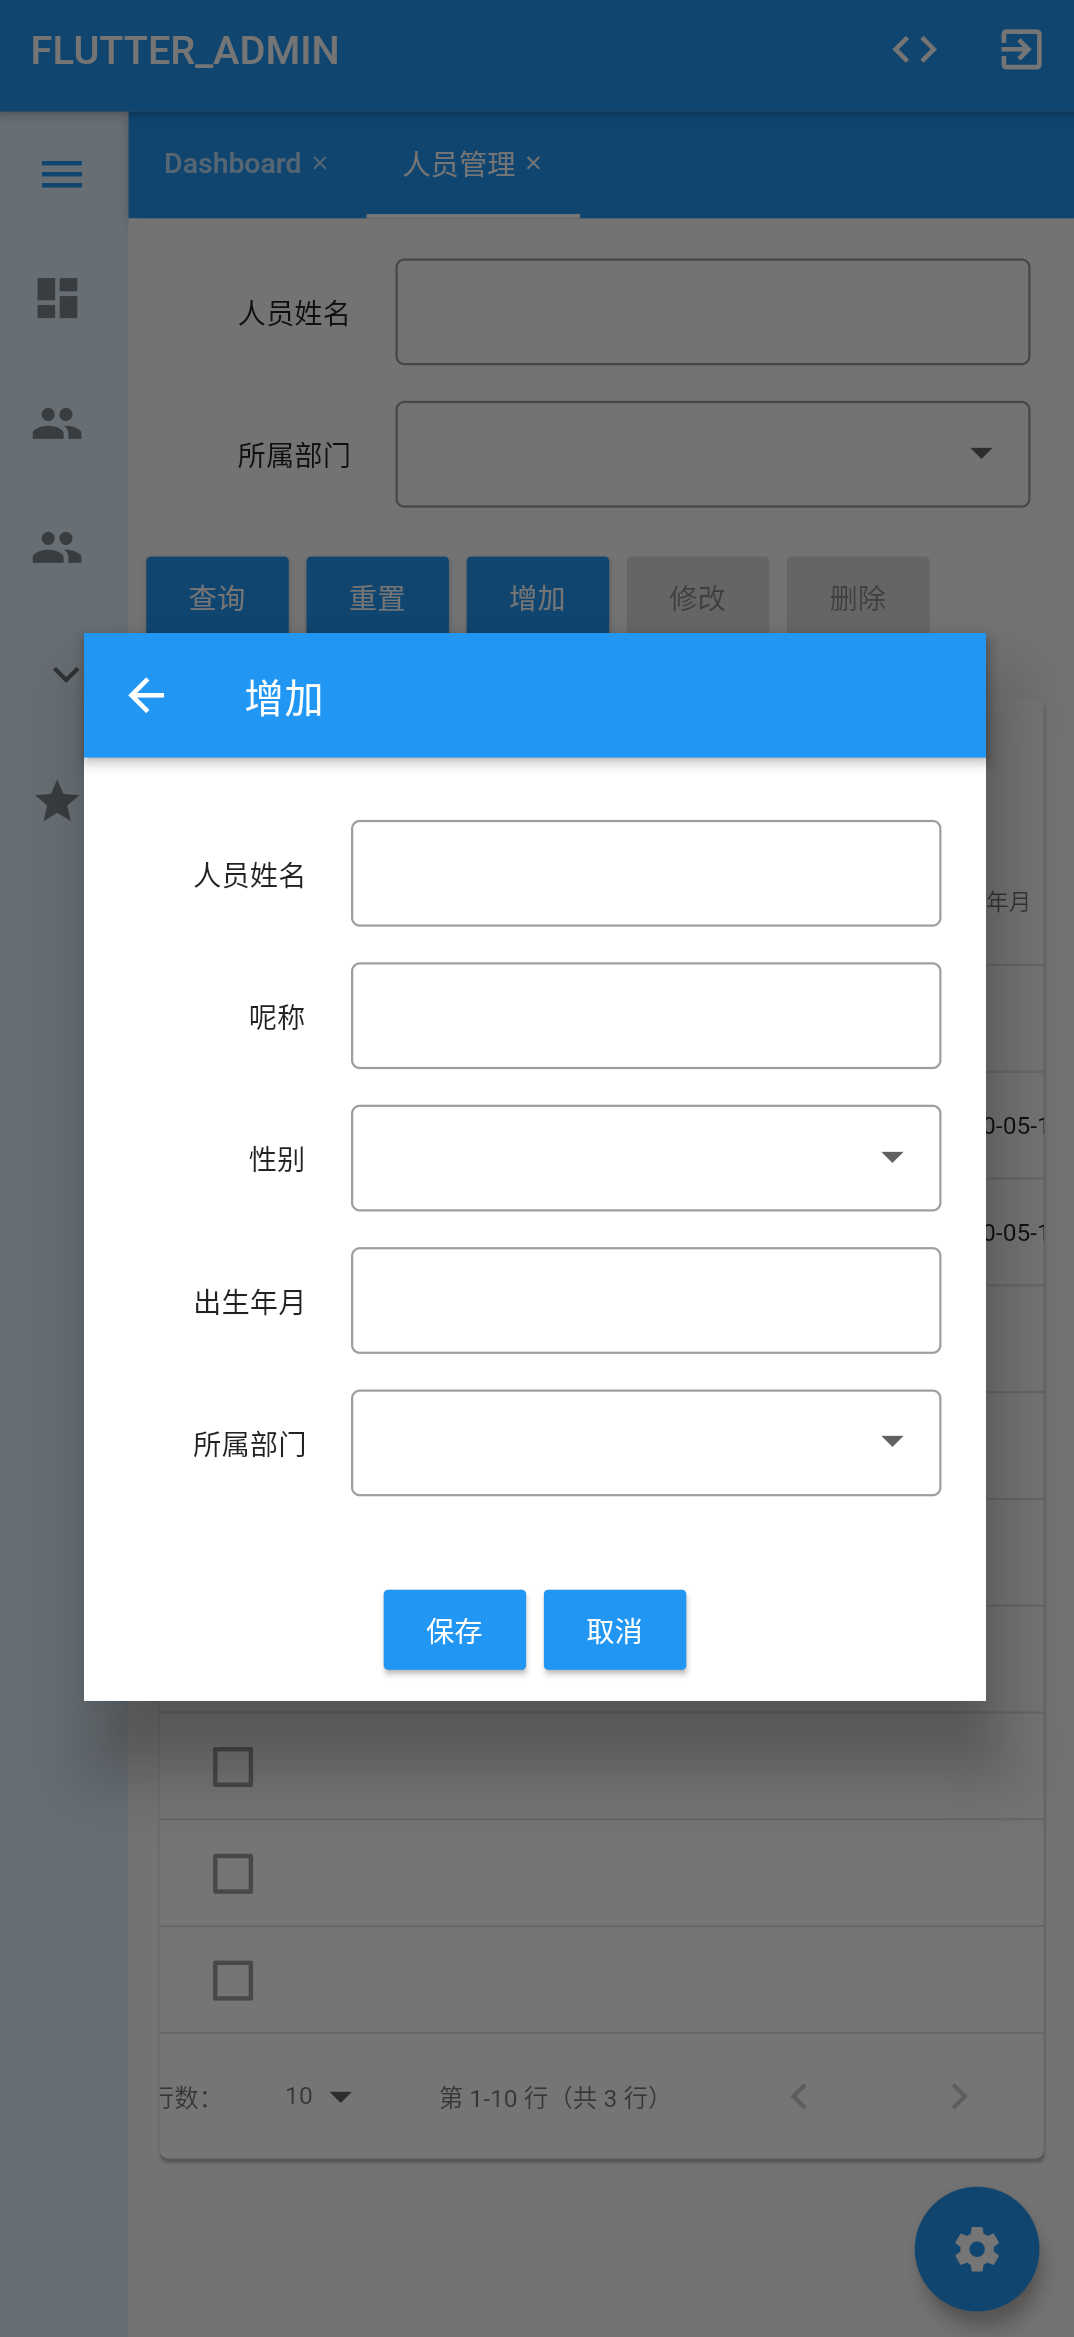 FLUTTER_ADMIN
Dashboard × 人员管理 ×
人员姓名
所属部门
查询 重置 增加 修改 删除
增加
人员姓名
年月
呢称
0-05-1
性别
0-05-1
出生年月
所属部门
保存 取消
行数: 10 第 1-10 行（共 3 行）